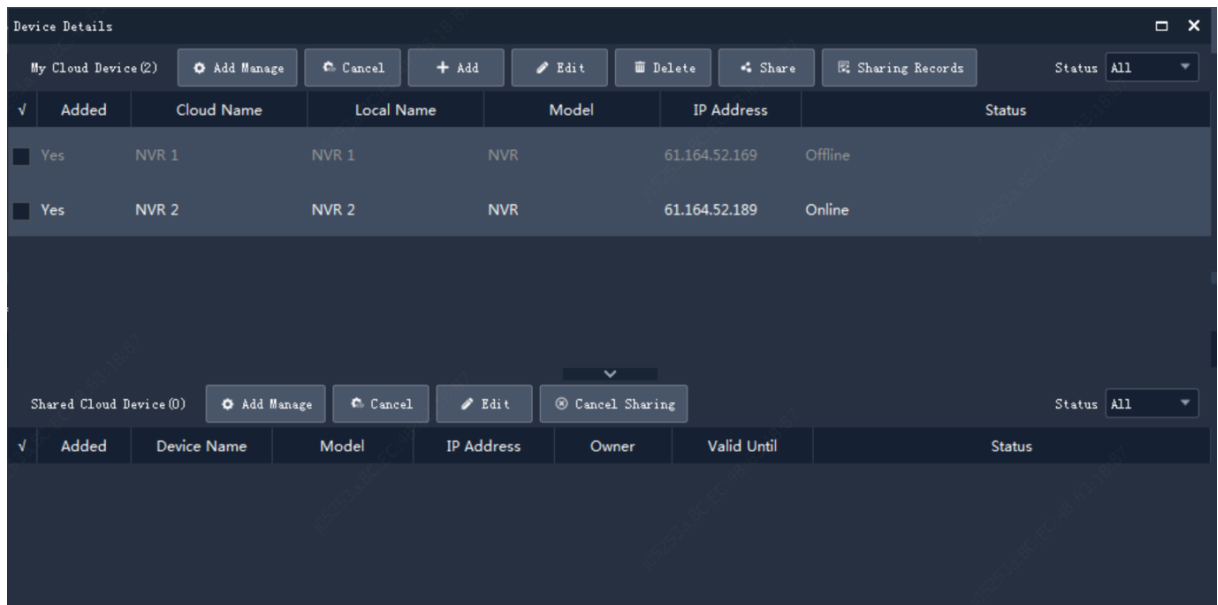 Device Details
My Cloud Device(2) Add Manage Cancel Add Edit Delete Share Sharing Records Status All
√ Added Cloud Name Local Name Model IP Address Status
Yes NVR 1 NVR 1 NVR 61.164.52.169 Offline
Yes NVR 2 NVR 2 NVR 61.164.52.189 Online
Shared Cloud Device(0) Add Manage Cancel Edit Cancel Sharing Status All
√ Added Device Name Model IP Address Owner Valid Until Status